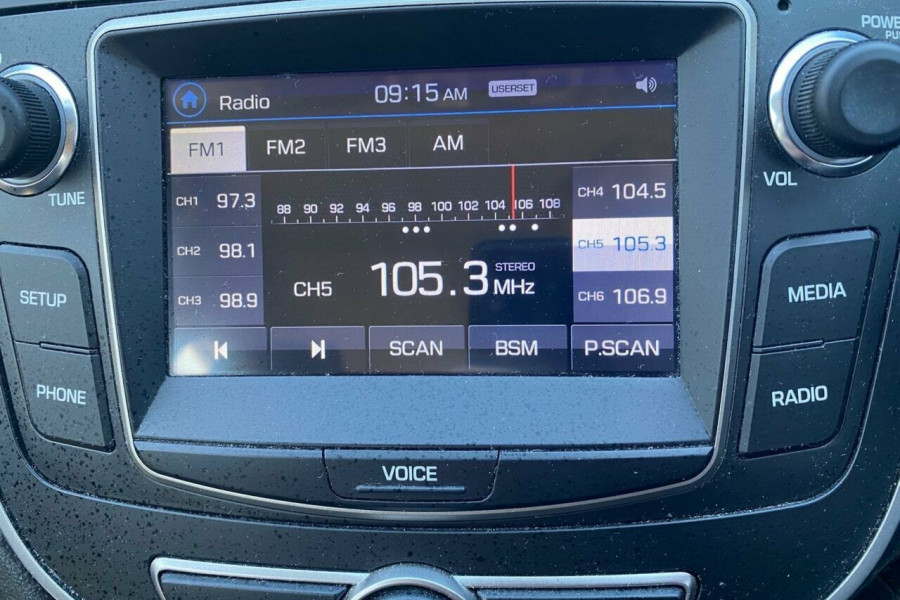 POWE
PUS
Radio 09:15 AM USERSET
FM1 FM2 FM3 AM
CH1 97.3
CH2 98.1
CH3 98.9
88 90 92 94 96 98 100 102 104 106 108
CH5 105.3 STEREO MHz
CH4 104.5
CH5 105.3
CH6 106.9
SCAN BSM P.SCAN
TUNE
VOL
SETUP
PHONE
MEDIA
RADIO
VOICE